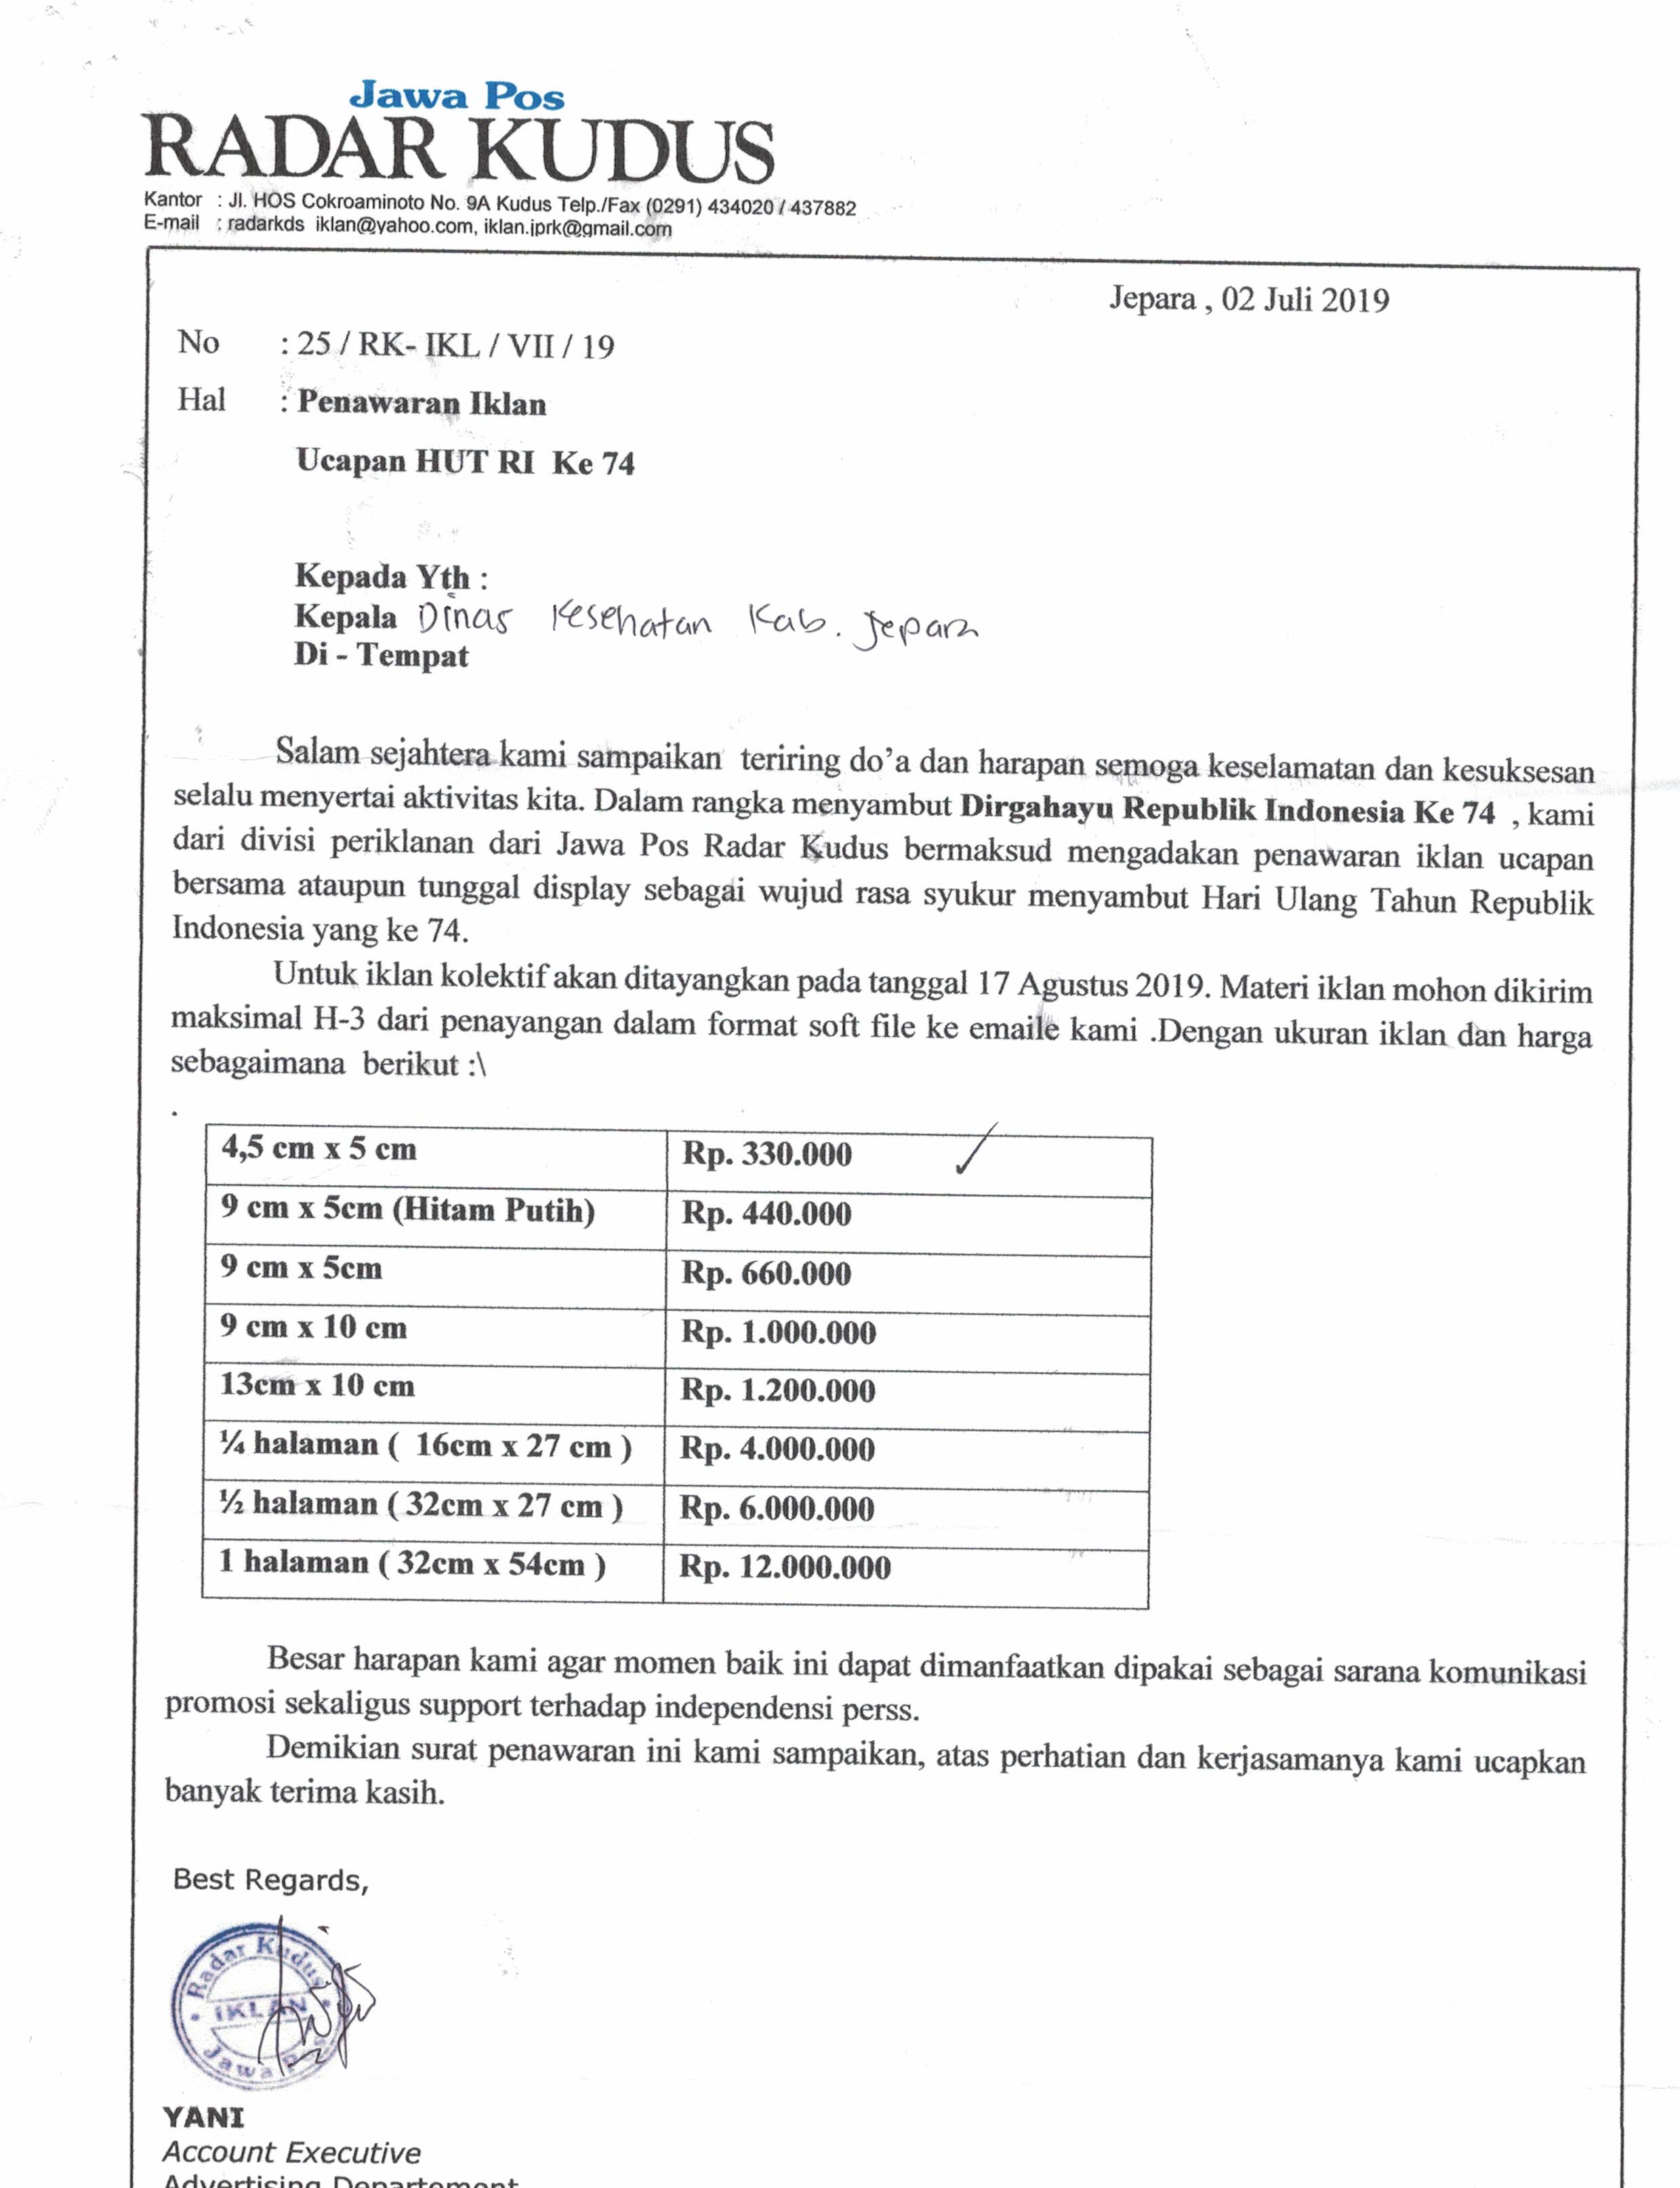 Jawa Pos
RADAR KUDUS
Kantor : Jl. HOS Cokroaminoto No. 9A Kudus Telp./Fax (0291) 434020 / 437882
E-mail : radarkds iklan@yahoo.com, iklan.jprk@gmail.com
Jepara , 02 Juli 2019
No : 25 / RK- IKL / VII / 19
Hal : Penawaran Iklan
Ucapan HUT RI Ke 74
Kepada Yth :
Kepala Dinas Kesehatan Kab. Jepara
Di - Tempat
Salam sejahtera kami sampaikan teriring do’a dan harapan semoga keselamatan dan kesuksesan
selalu menyertai aktivitas kita. Dalam rangka menyambut Dirgahayu Republik Indonesia Ke 74 , kami
dari divisi periklanan dari Jawa Pos Radar Kudus bermaksud mengadakan penawaran iklan ucapan
bersama ataupun tunggal display sebagai wujud rasa syukur menyambut Hari Ulang Tahun Republik
Indonesia yang ke 74.
Untuk iklan kolektif akan ditayangkan pada tanggal 17 Agustus 2019. Materi iklan mohon dikirim
maksimal H-3 dari penayangan dalam format soft file ke emaile kami .Dengan ukuran iklan dan harga
sebagaimana berikut :\
.
4,5 cm x 5 cm Rp. 330.000 ✓
9 cm x 5cm (Hitam Putih) Rp. 440.000
9 cm x 5cm Rp. 660.000
9 cm x 10 cm Rp. 1.000.000
13cm x 10 cm Rp. 1.200.000
¼ halaman ( 16cm x 27 cm ) Rp. 4.000.000
½ halaman ( 32cm x 27 cm ) Rp. 6.000.000
1 halaman ( 32cm x 54cm ) Rp. 12.000.000
Besar harapan kami agar momen baik ini dapat dimanfaatkan dipakai sebagai sarana komunikasi
promosi sekaligus support terhadap independensi perss.
Demikian surat penawaran ini kami sampaikan, atas perhatian dan kerjasamanya kami ucapkan
banyak terima kasih.
Best Regards,
Radar Kudus
IKLAN
Jawa Pos
YANI
Account Executive
Advertising Departement